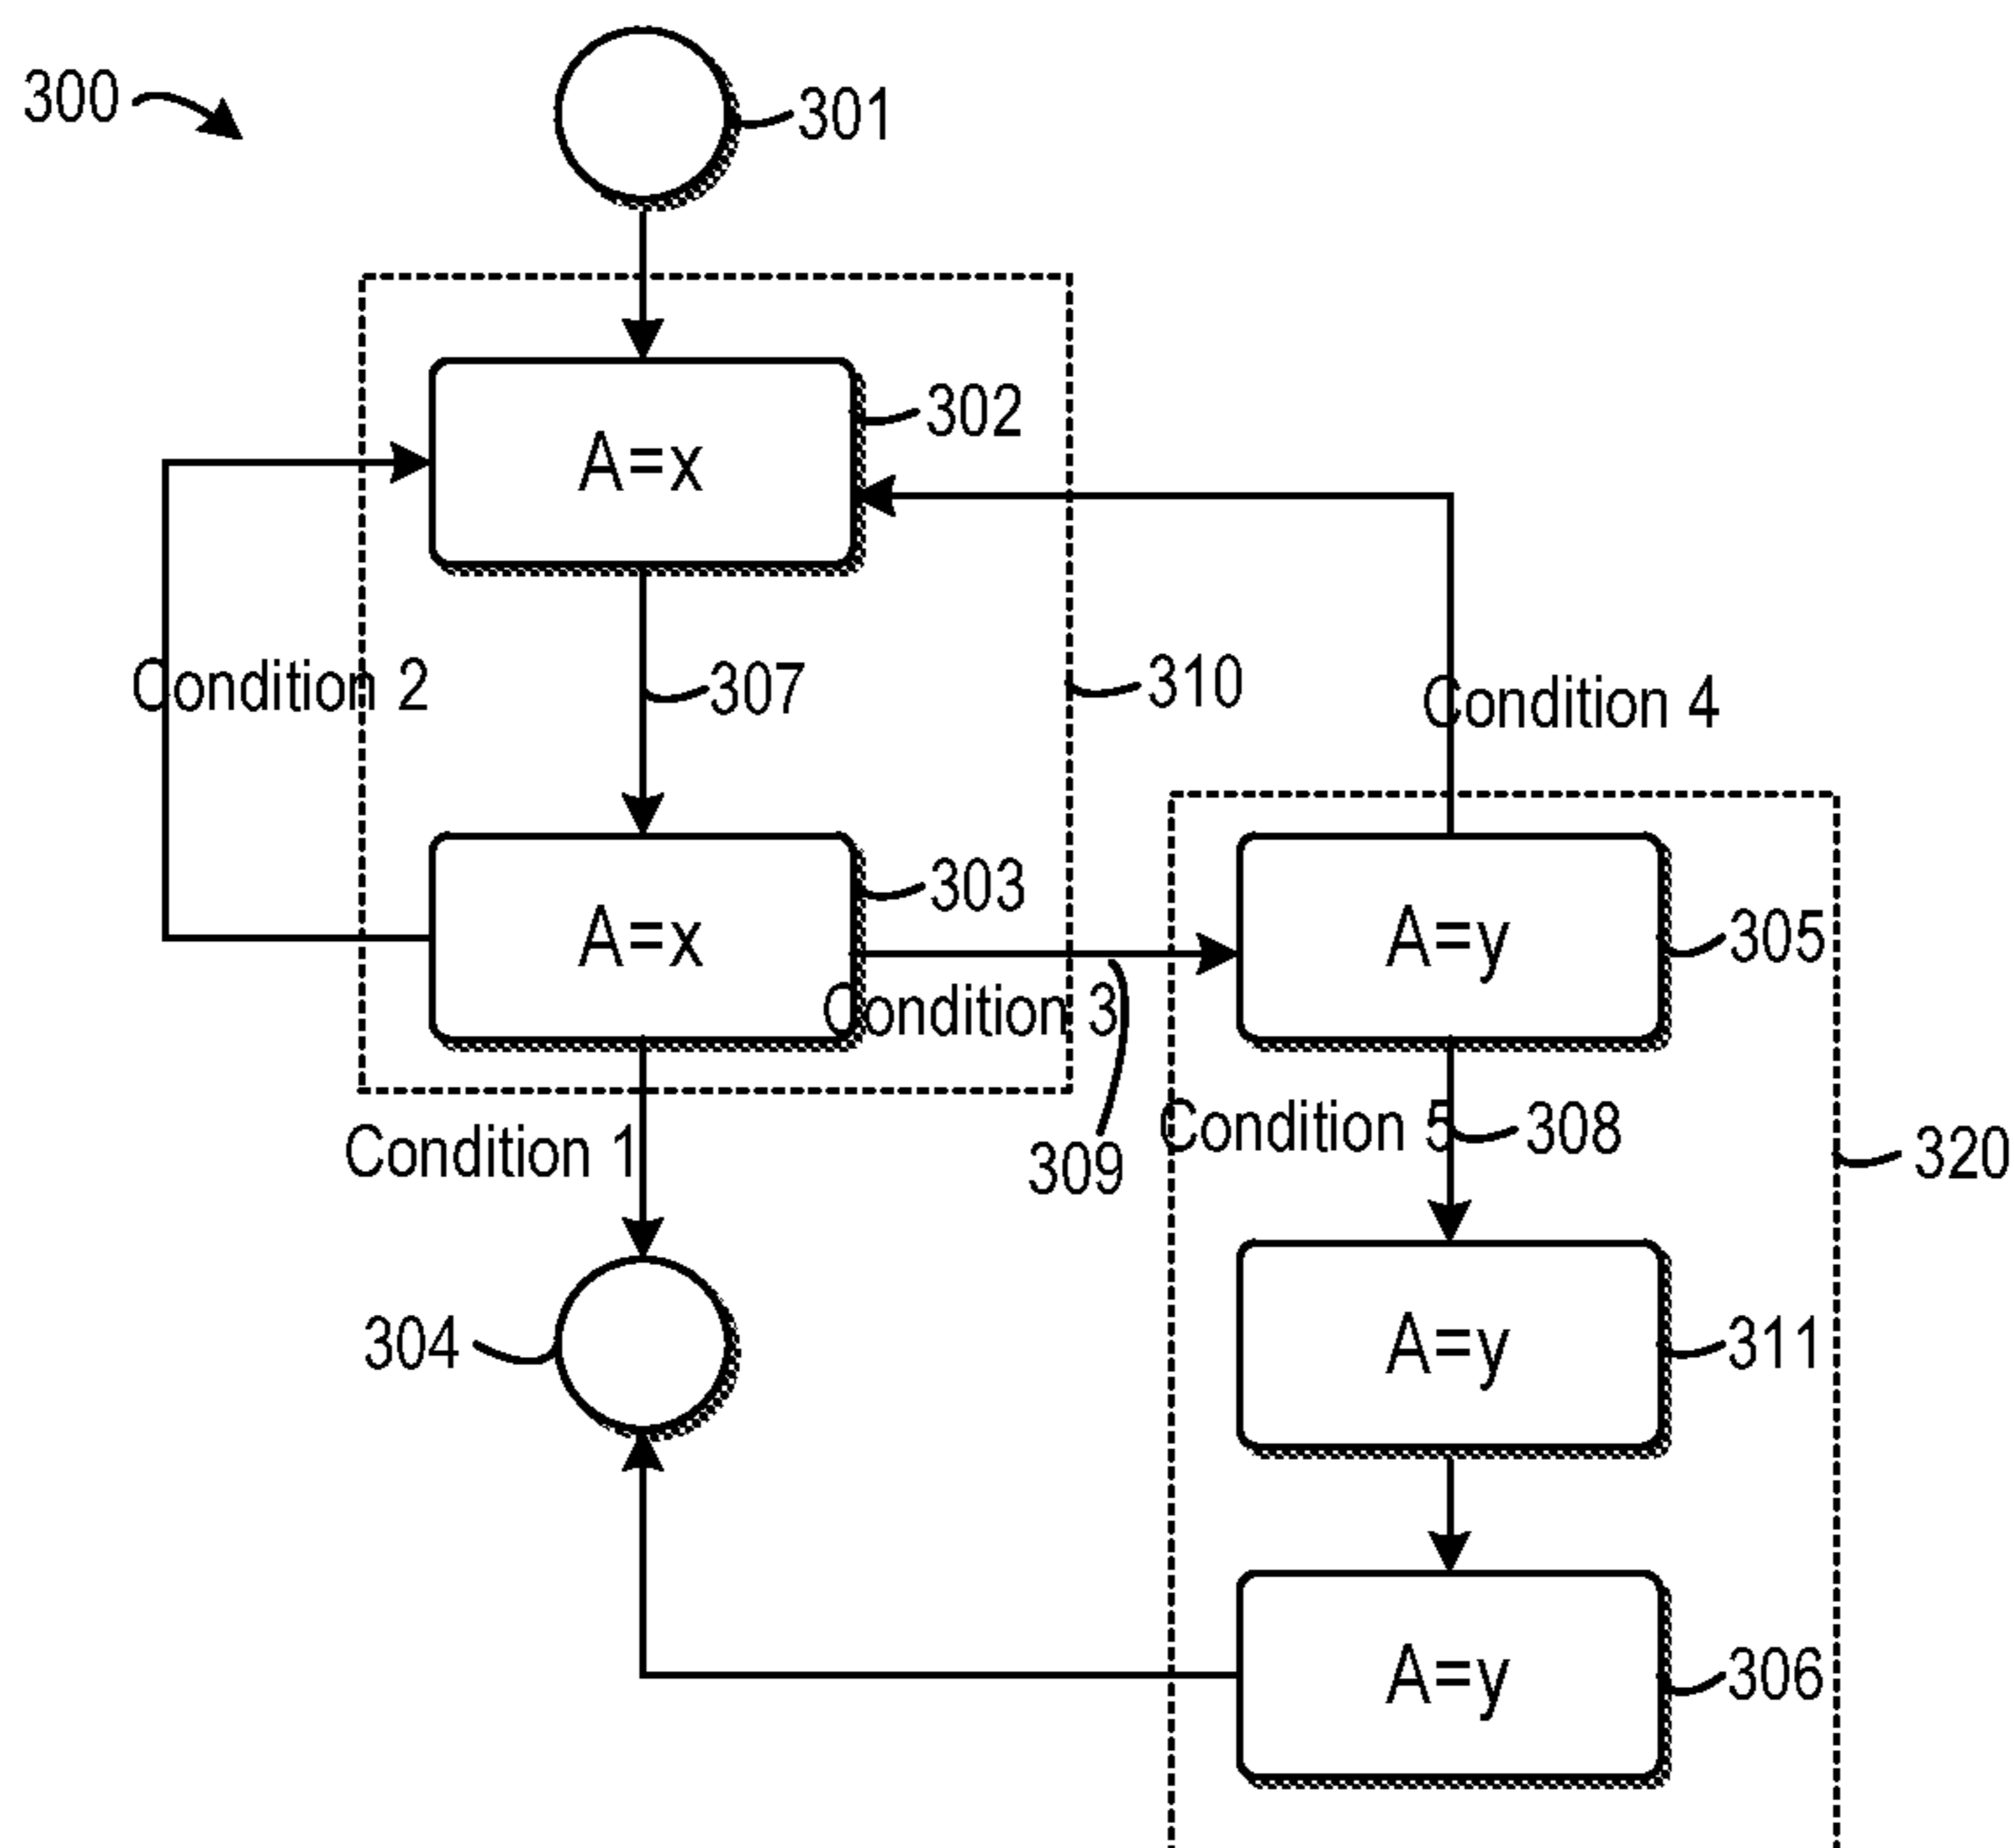 300
301
302
A=x
Condition 2
307
310
Condition 4
303
A=x
A=y
305
Condition 3
Condition 1
309
Condition 5
308
320
304
A=y
311
A=y
306